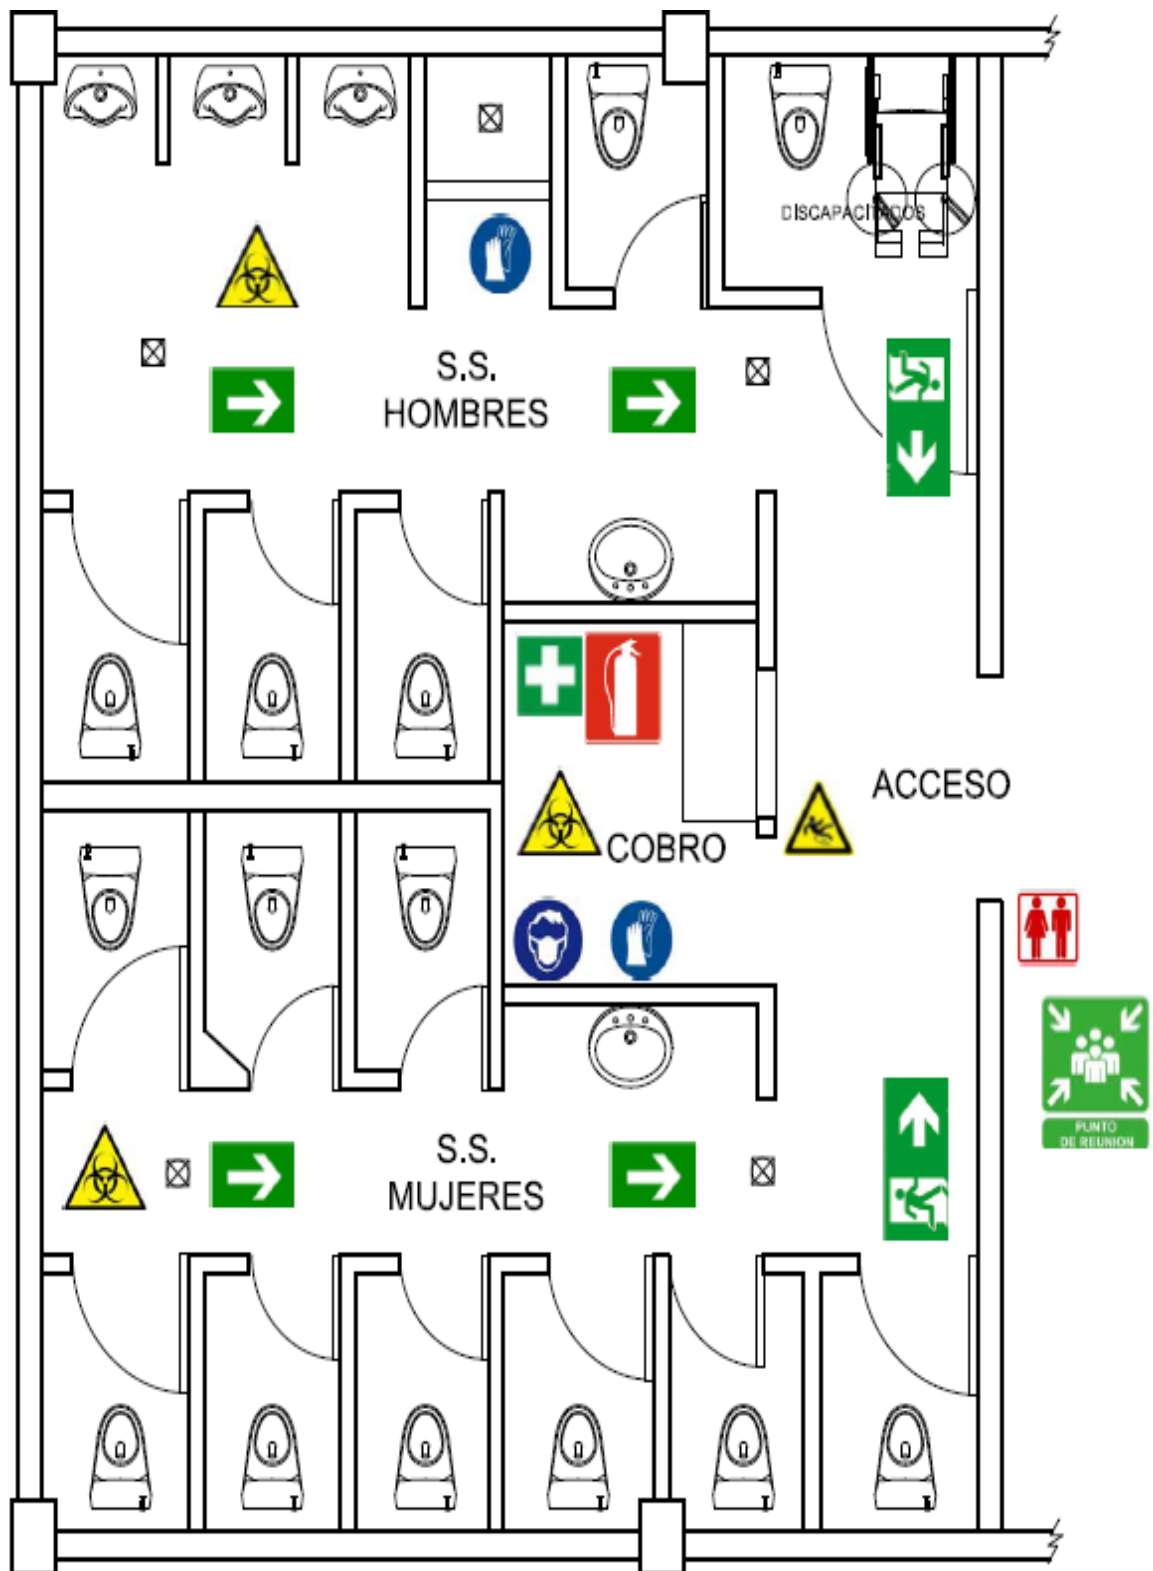 DISCAPACITADOS
S.S.
HOMBRES
ACCESO
COBRO
PUNTO
DE REUNION
S.S.
MUJERES